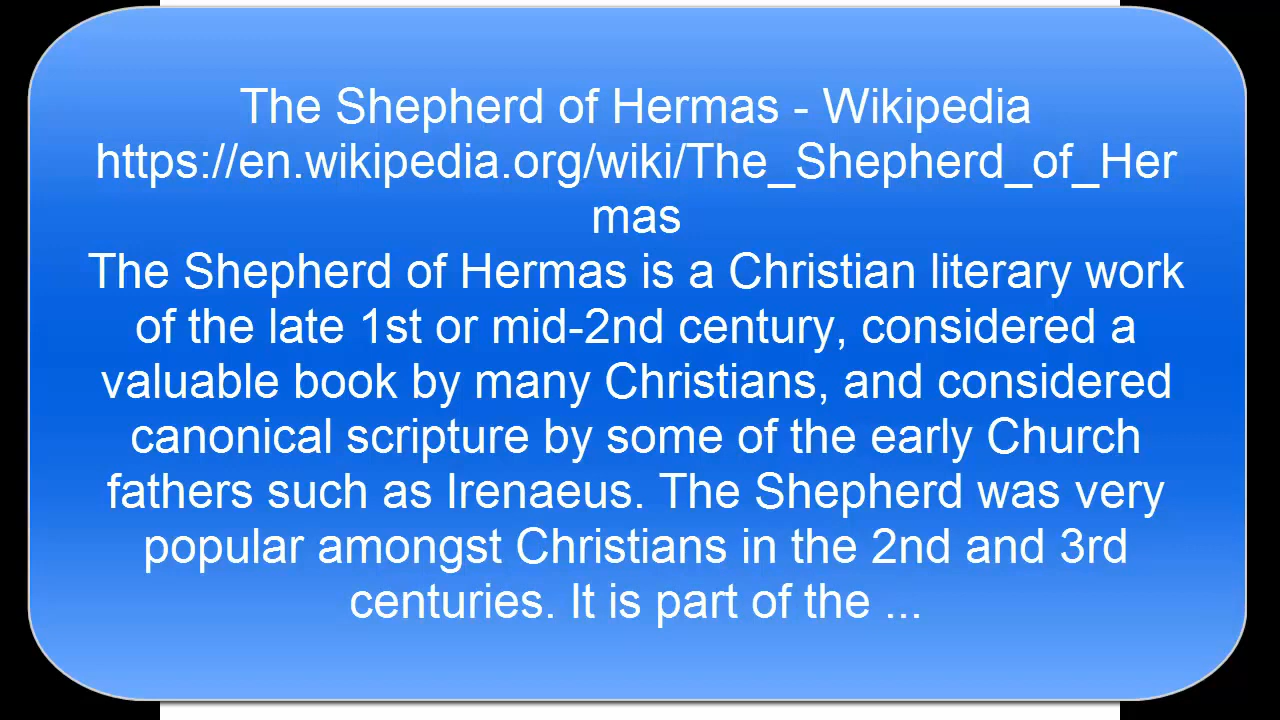 The Shepherd of Hermas - Wikipedia
https://en.wikipedia.org/wiki/The_Shepherd_of_Her
mas
The Shepherd of Hermas is a Christian literary work
of the late 1st or mid-2nd century, considered a
valuable book by many Christians, and considered
canonical scripture by some of the early Church
fathers such as Irenaeus. The Shepherd was very
popular amongst Christians in the 2nd and 3rd
centuries. It is part of the ...